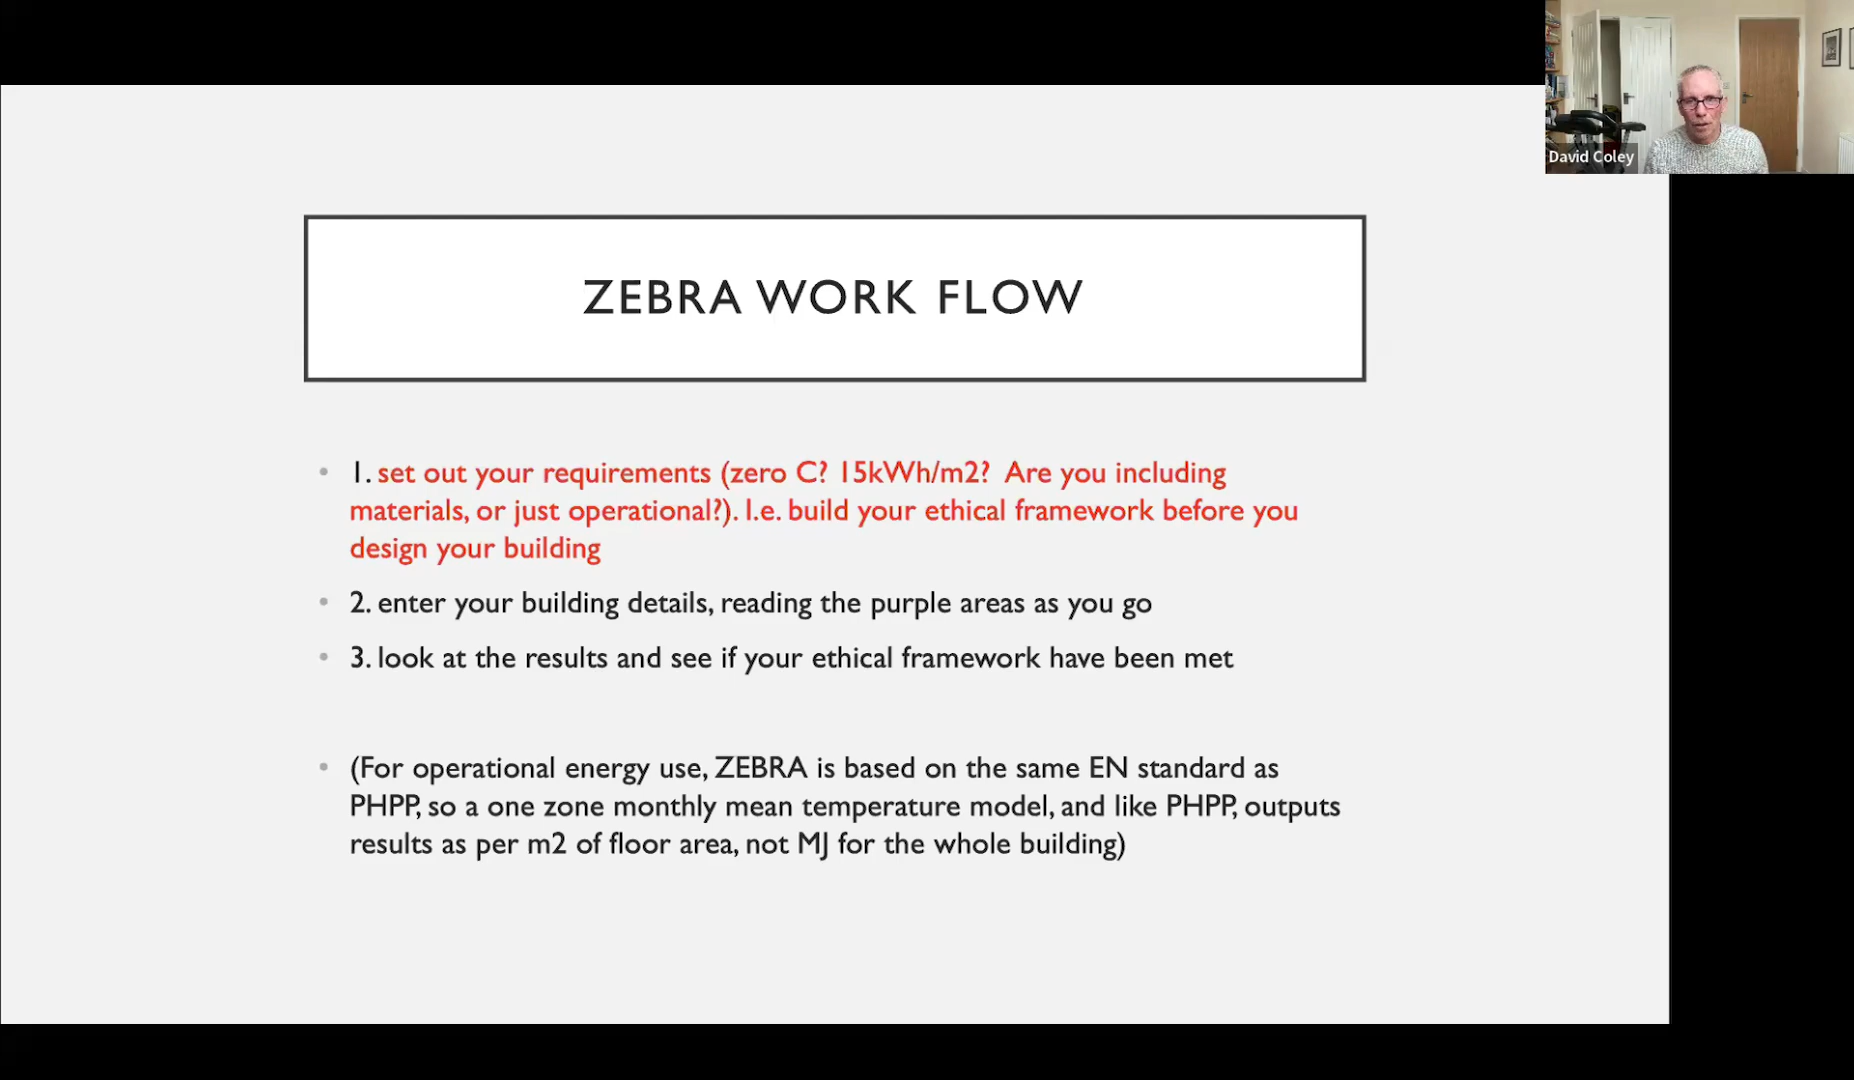 David Coley
ZEBRA WORK FLOW
• 1. set out your requirements (zero C? 15kWh/m2? Are you including
materials, or just operational?). I.e. build your ethical framework before you
design your building
• 2. enter your building details, reading the purple areas as you go
• 3. look at the results and see if your ethical framework have been met
• (For operational energy use, ZEBRA is based on the same EN standard as
PHPP, so a one zone monthly mean temperature model, and like PHPP, outputs
results as per m2 of floor area, not MJ for the whole building)